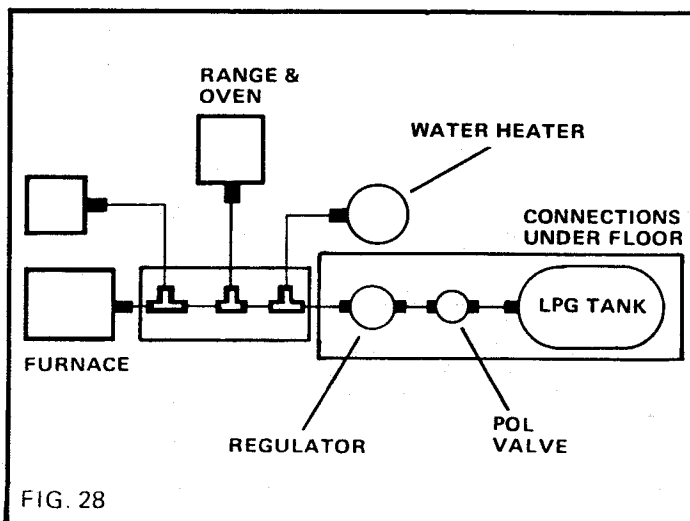 RANGE &
OVEN
WATER HEATER
CONNECTIONS
UNDER FLOOR
LPG TANK
FURNACE
REGULATOR
POL
VALVE
FIG. 28